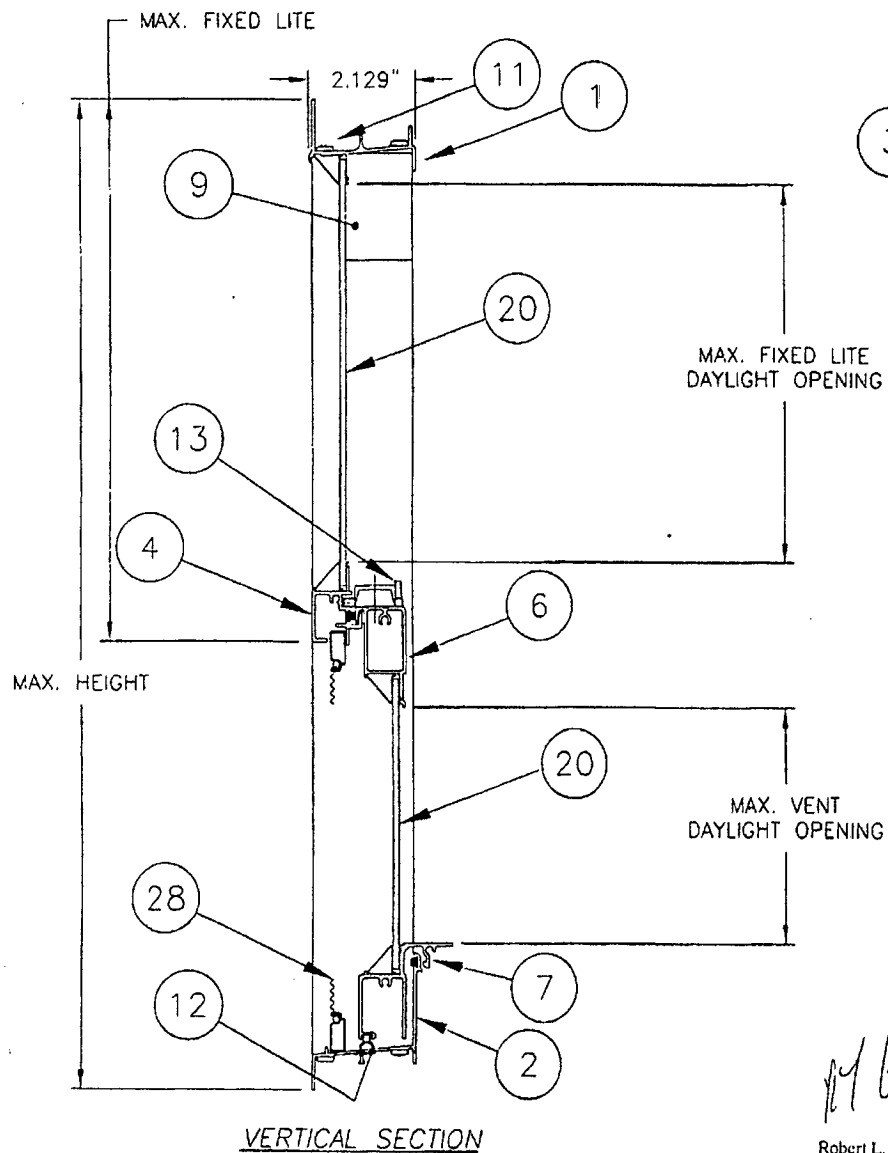 MAX. FIXED LITE
2.129"
11
1
9
20
MAX. FIXED LITE
DAYLIGHT OPENING
13
4
6
MAX. HEIGHT
20
MAX. VENT
DAYLIGHT OPENING
28
7
12
2
VERTICAL SECTION
Robert L.